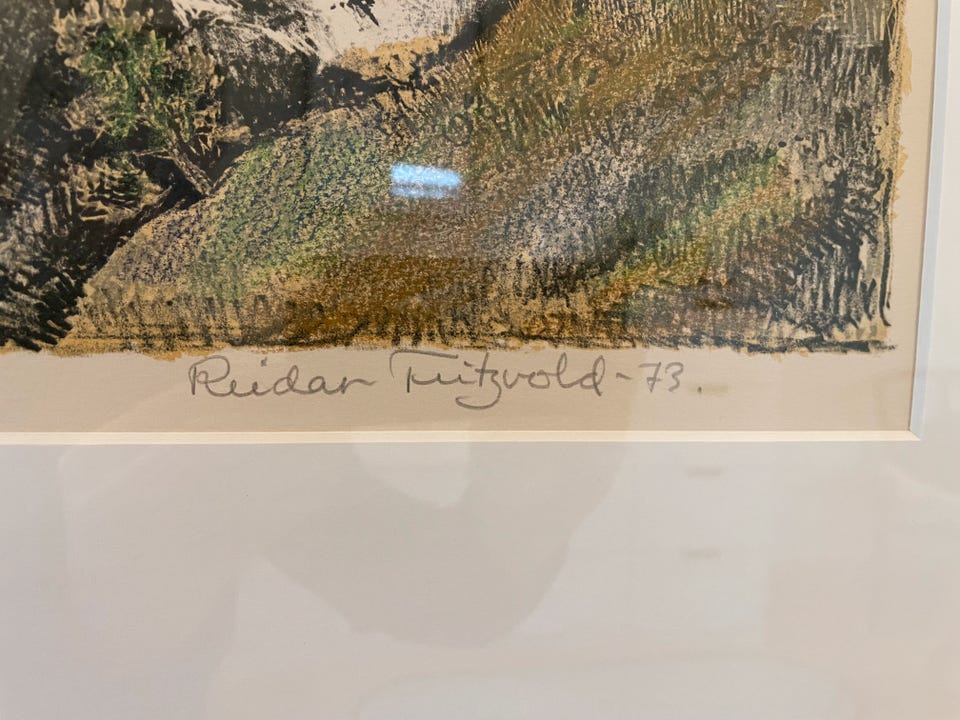 Reidar Fritzvold - 73.